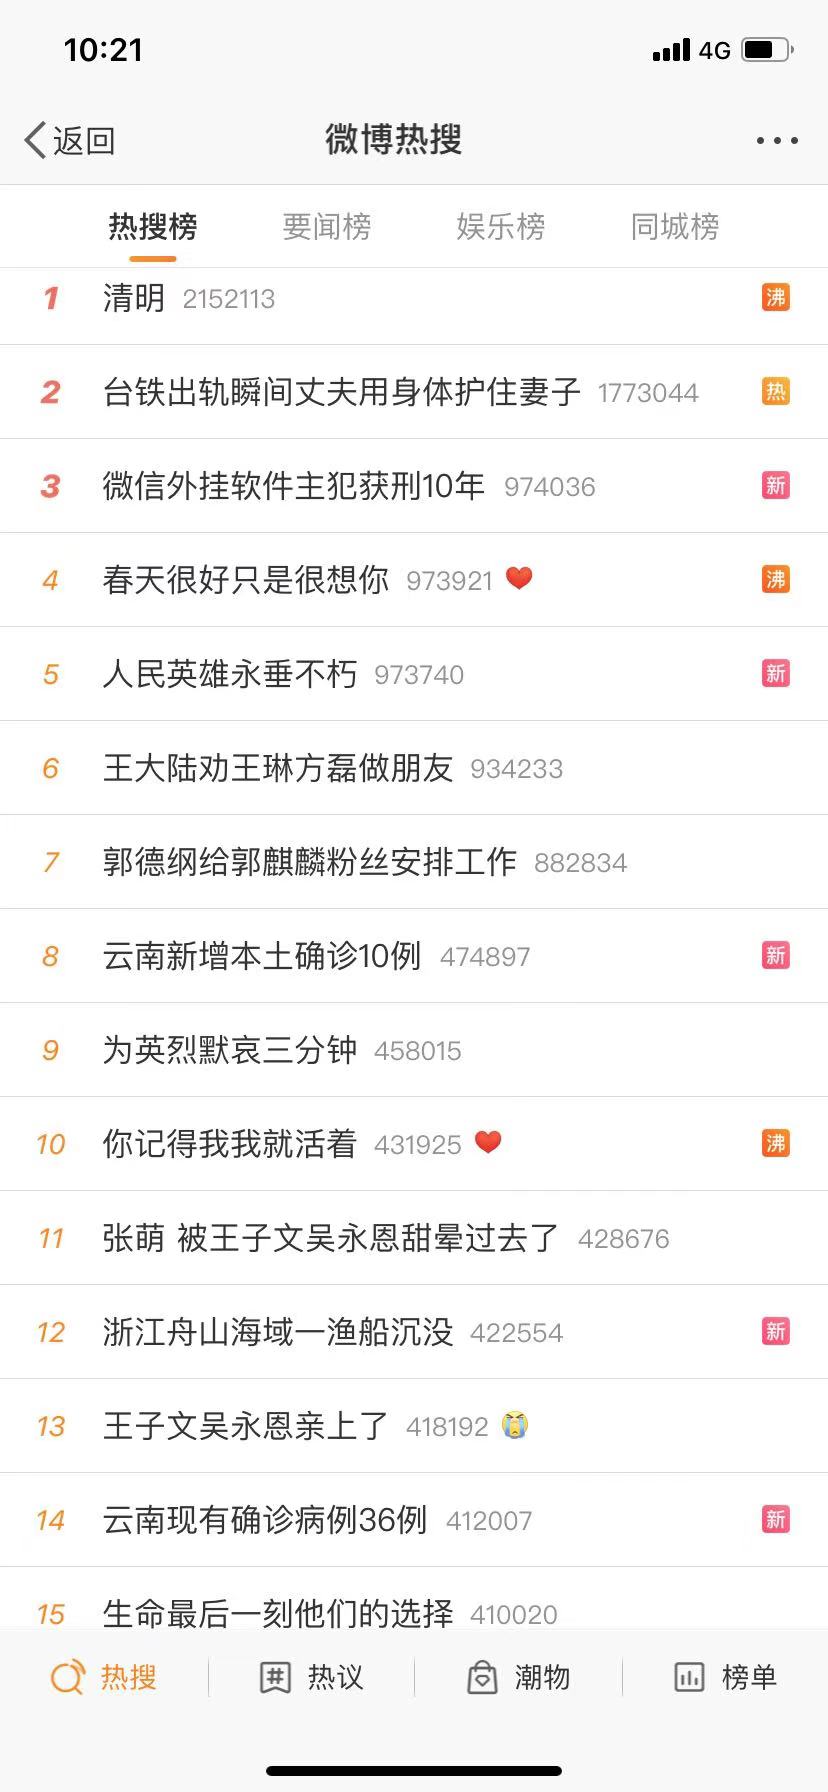 10:21 4G
返回 微博热搜
热搜榜 要闻榜 娱乐榜 同城榜
1 清明 2152113 沸
2 台铁出轨瞬间丈夫用身体护住妻子 1773044 热
3 微信外挂软件主犯获刑10年 974036 新
4 春天很好只是很想你 973921 沸
5 人民英雄永垂不朽 973740 新
6 王大陆劝王琳方磊做朋友 934233
7 郭德纲给郭麒麟粉丝安排工作 882834
8 云南新增本土确诊10例 474897 新
9 为英烈默哀三分钟 458015
10 你记得我我就活着 431925 沸
11 张萌 被王子文吴永恩甜晕过去了 428676
12 浙江舟山海域一渔船沉没 422554 新
13 王子文吴永恩亲上了 418192
14 云南现有确诊病例36例 412007 新
15 生命最后一刻他们的选择 410020
热搜 热议 潮物 榜单